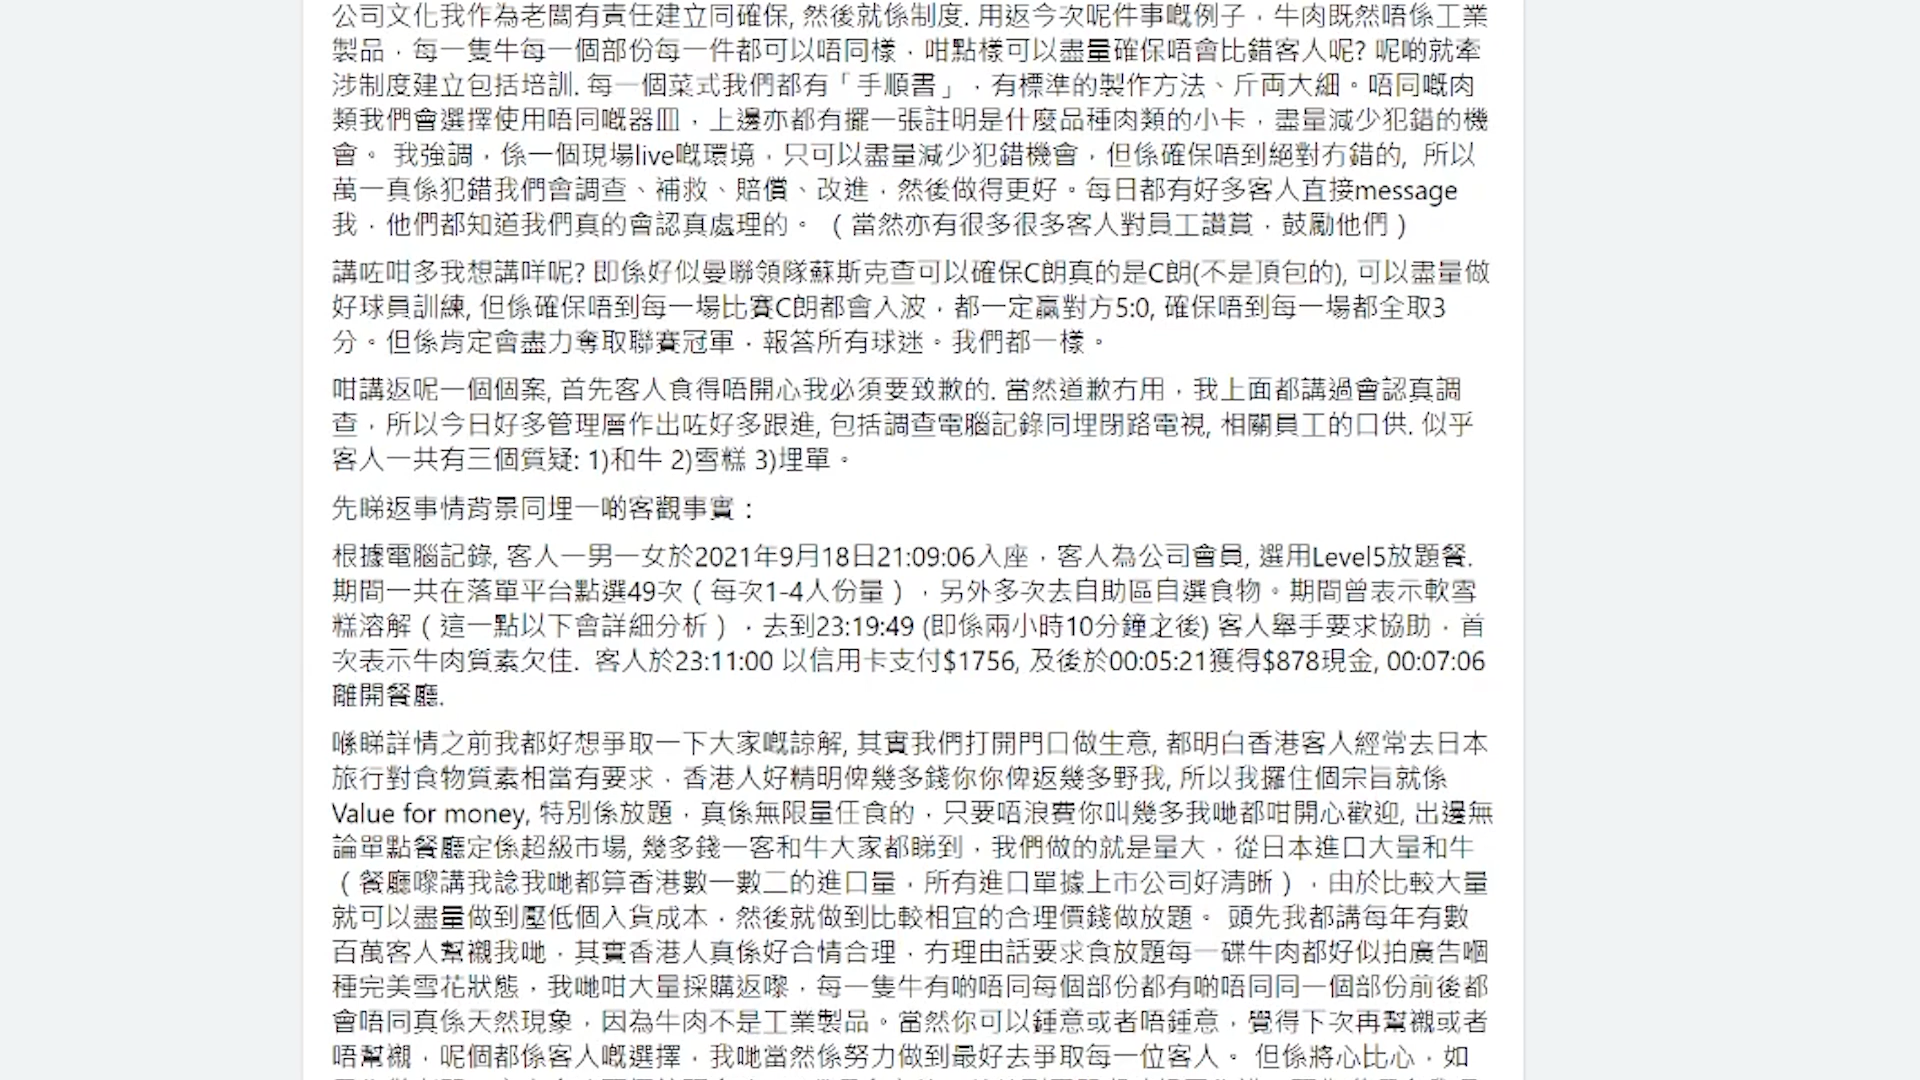 公司文化我作為老闆有責任建立同確保, 然後就係制度. 用返今次呢件事嘅例子，牛肉既然唔係工業
製品，每一隻牛每一個部份每一件都可以唔同樣，咁點樣可以盡量確保唔會比錯客人呢? 呢啲就牽
涉制度建立包括培訓. 每一個菜式我們都有「手順書」，有標準的製作方法、斤両大細。唔同嘅肉
類我們會選擇使用唔同嘅器皿，上邊亦都有擺一張註明是什麼品種肉類的小卡，盡量減少犯錯的機
會。 我強調，係一個現場live嘅環境，只可以盡量減少犯錯機會，但係確保唔到絕對冇錯的, 所以
萬一真係犯錯我們會調查、補救、賠償、改進，然後做得更好。每日都有好多客人直接message
我，他們都知道我們真的會認真處理的。（當然亦有很多很多客人對員工讚賞，鼓勵他們）
講咗咁多我想講咩呢? 即係好似曼聯領隊蘇斯克查可以確保C朗真的是C朗(不是頂包的), 可以盡量做
好球員訓練, 但係確保唔到每一場比賽C朗都會入波，都一定贏對方5:0, 確保唔到每一場都全取3
分。但係肯定會盡力奪取聯賽冠軍，報答所有球迷。我們都一樣。
咁講返呢一個個案, 首先客人食得唔開心我必須要致歉的. 當然道歉冇用，我上面都講過會認真調
查，所以今日好多管理層作出咗好多跟進, 包括調查電腦記錄同埋閉路電視, 相關員工的口供. 似乎
客人一共有三個質疑: 1)和牛 2)雪糕 3)埋單。
先睇返事情背景同埋一啲客觀事實：
根據電腦記錄, 客人一男一女於2021年9月18日21:09:06入座，客人為公司會員, 選用Level5放題餐.
期間一共在落單平台點選49次（每次1-4人份量），另外多次去自助區自選食物。期間曾表示軟雪
糕溶解（這一點以下會詳細分析），去到23:19:49 (即係兩小時10分鐘之後) 客人舉手要求協助，首
次表示牛肉質素欠佳. 客人於23:11:00 以信用卡支付$1756, 及後於00:05:21獲得$878現金, 00:07:06
離開餐廳.
喺睇詳情之前我都好想爭取一下大家嘅諒解, 其實我們打開門口做生意, 都明白香港客人經常去日本
旅行對食物質素相當有要求，香港人好精明俾幾多錢你你俾返幾多野我, 所以我攞住個宗旨就係
Value for money, 特別係放題，真係無限量任食的，只要唔浪費你叫幾多我哋都咁開心歡迎, 出邊無
論單點餐廳定係超級市場, 幾多錢一客和牛大家都睇到，我們做的就是量大，從日本進口大量和牛
（餐廳嚟講我諗我哋都算香港數一數二的進口量，所有進口單據上市公司好清晰），由於比較大量
就可以盡量做到壓低個入貨成本，然後就做到比較相宜的合理價錢做放題。 頭先我都講每年有數
百萬客人幫襯我哋，其實香港人真係好合情合理，冇理由話要求食放題每一碟牛肉都好似拍廣告嗰
種完美雪花狀態，我哋咁大量採購返嚟，每一隻牛有啲唔同每個部份都有啲唔同同一個部份前後都
會唔同真係天然現象，因為牛肉不是工業製品。當然你可以鍾意或者唔鍾意，覺得下次再幫襯或者
唔幫襯，呢個都係客人嘅選擇，我哋當然係努力做到最好去爭取每一位客人。 但係將心比心，如